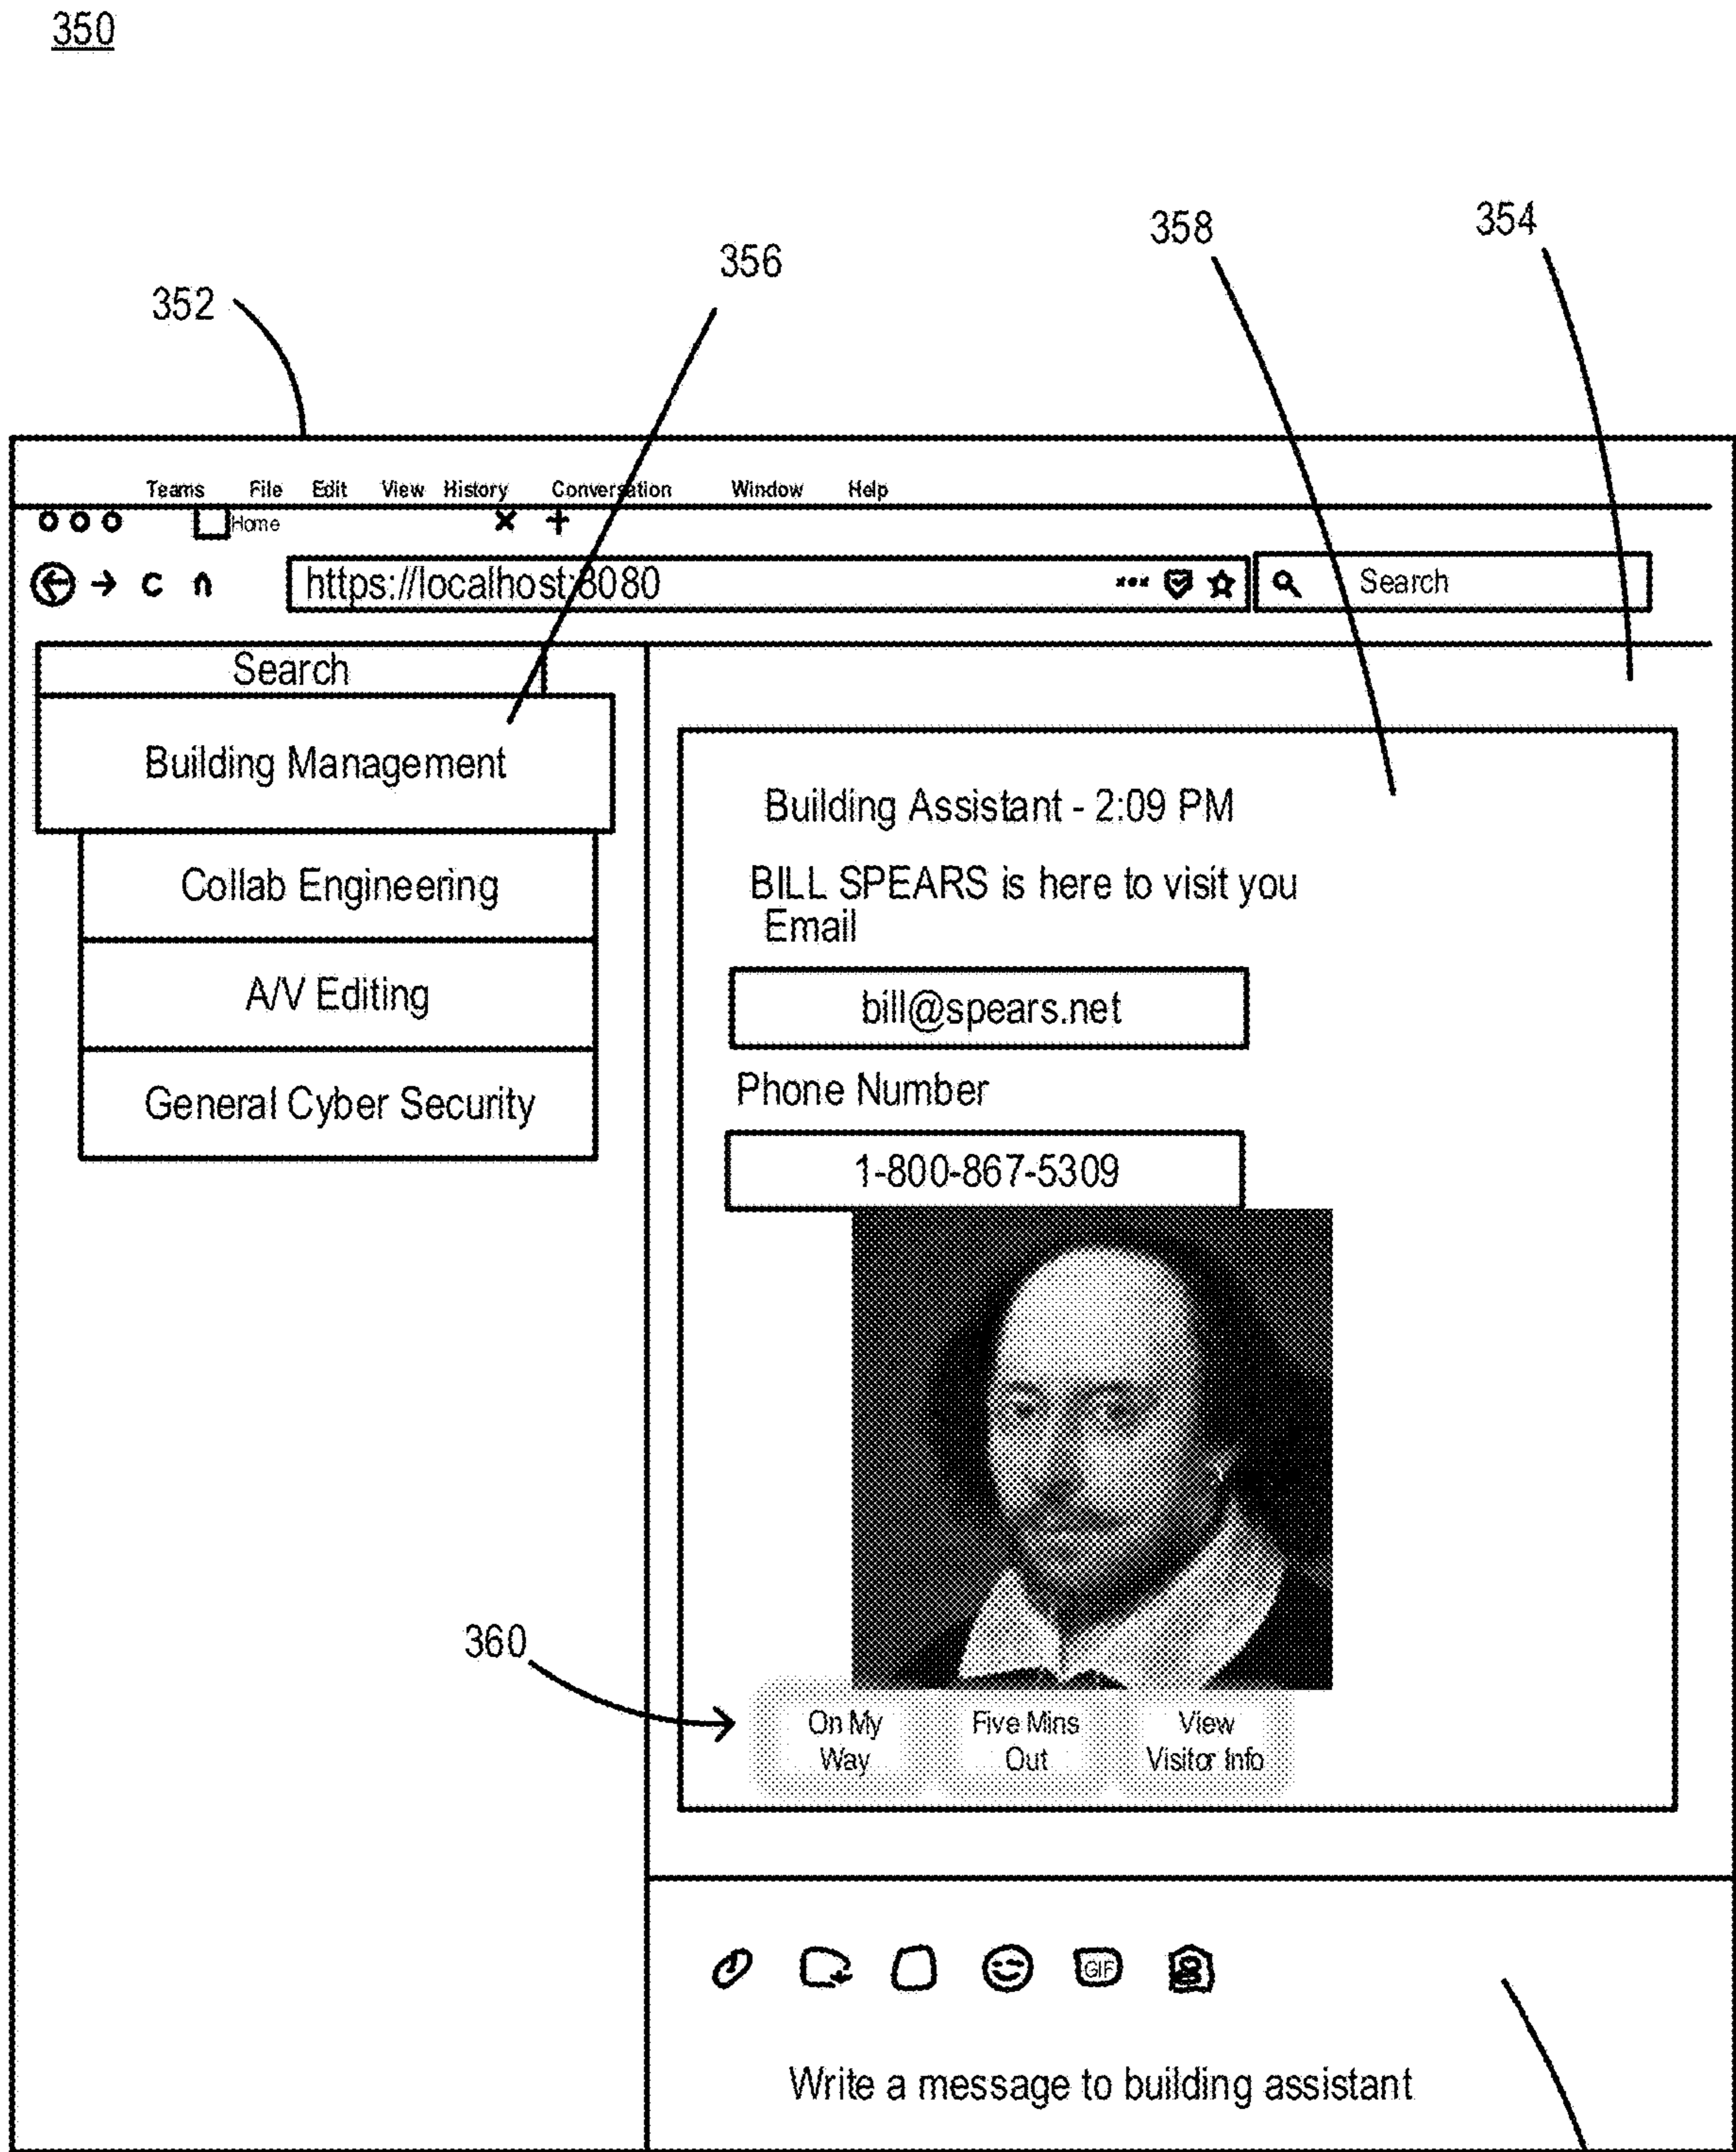 350
358
354
356
352
Teams File Edit View History Conversation Window Help
Home
https://localhost:8080
Search
Search
Building Management
Collab Engineering
A/V Editing
General Cyber Security
Building Assistant - 2:09 PM
BILL SPEARS is here to visit you
Email
bill@spears.net
Phone Number
1-800-867-5309
360
On My
Way
Five Mins
Out
View
Visitor Info
GIF
Write a message to building assistant